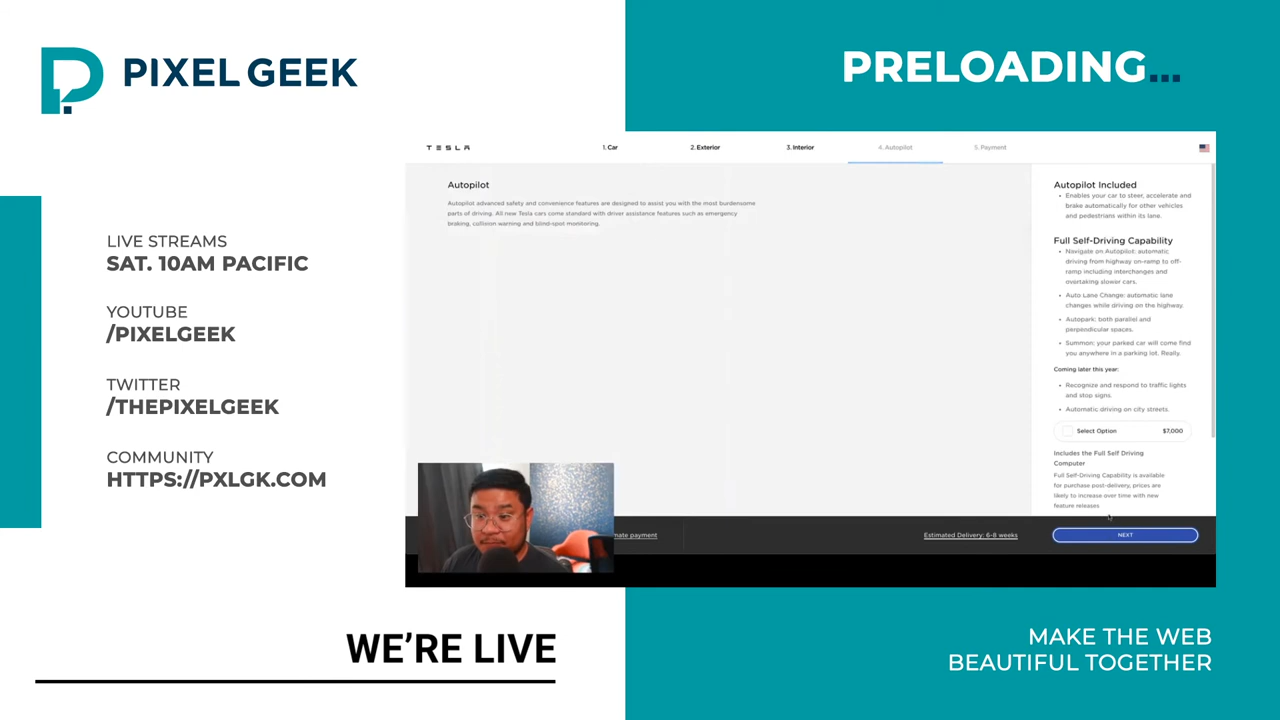 PIXEL GEEK
PRELOADING...
LIVE STREAMS
SAT. 10AM PACIFIC
YOUTUBE
/PIXELGEEK
TWITTER
/THEPIXELGEEK
COMMUNITY
HTTPS://PXLGK.COM
TESLA
1. Car
2. Exterior
3. Interior
4. Autopilot
5. Payment
Autopilot
Autopilot advanced safety and convenience features are designed to assist you with the most burdensome
parts of driving. All new Tesla cars come standard with driver assistance features such as emergency
braking, collision warning and blind-spot monitoring.
Autopilot Included
• Enables your car to steer, accelerate and
brake automatically for other vehicles
and pedestrians within its lane.
Full Self-Driving Capability
• Navigate on Autopilot: automatic
driving from highway on-ramp to off-
ramp including interchanges and
overtaking slower cars.
• Auto Lane Change: automatic lane
changes while driving on the highway.
• Autopark: both parallel and
perpendicular spaces.
• Summon: your parked car will come find
you anywhere in a parking lot. Really.
Coming later this year:
• Recognize and respond to traffic lights
and stop signs.
• Automatic driving on city streets.
Select Option $7,000
Includes the Full Self Driving
Computer
Full Self-Driving Capability is available
for purchase post-delivery, prices are
likely to increase over time with new
feature releases
mate payment
Estimated Delivery: 6-8 weeks
NEXT
WE'RE LIVE
MAKE THE WEB
BEAUTIFUL TOGETHER